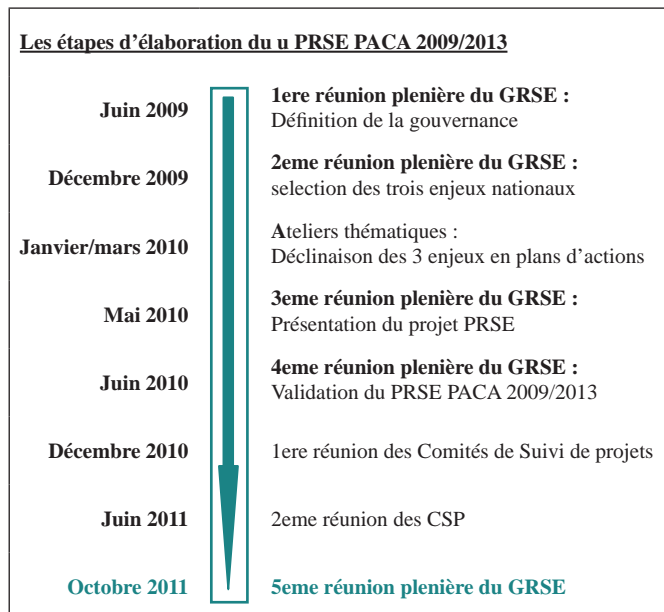 Les étapes d'élaboration du u PRSE PACA 2009/2013
Juin 2009
1ere réunion plenière du GRSE :
Définition de la gouvernance
Décembre 2009
2eme réunion plenière du GRSE :
selection des trois enjeux nationaux
Janvier/mars 2010
Ateliers thématiques :
Déclinaison des 3 enjeux en plans d'actions
Mai 2010
3eme réunion plenière du GRSE :
Présentation du projet PRSE
Juin 2010
4eme réunion plenière du GRSE :
Validation du PRSE PACA 2009/2013
Décembre 2010
1ere réunion des Comités de Suivi de projets
Juin 2011
2eme réunion des CSP
Octobre 2011
5eme réunion plenière du GRSE